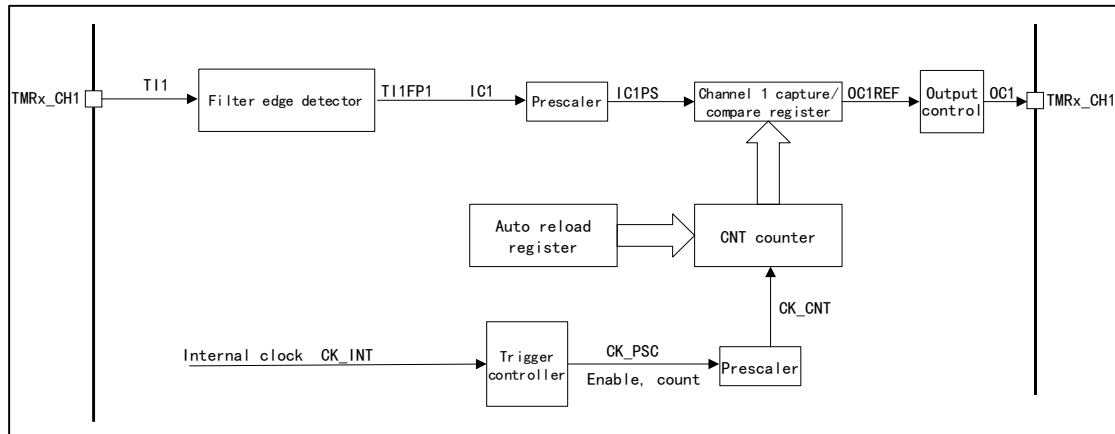 TMRx_CH1
TI1
Filter edge detector
TI1FP1
IC1
Prescaler
IC1PS
Channel 1 capture/
compare register
OC1REF
Output
control
OC1
TMRx_CH1
Auto reload
register
CNT counter
CK_CNT
Internal clock CK_INT
Trigger
controller
CK_PSC
Enable, count
Prescaler